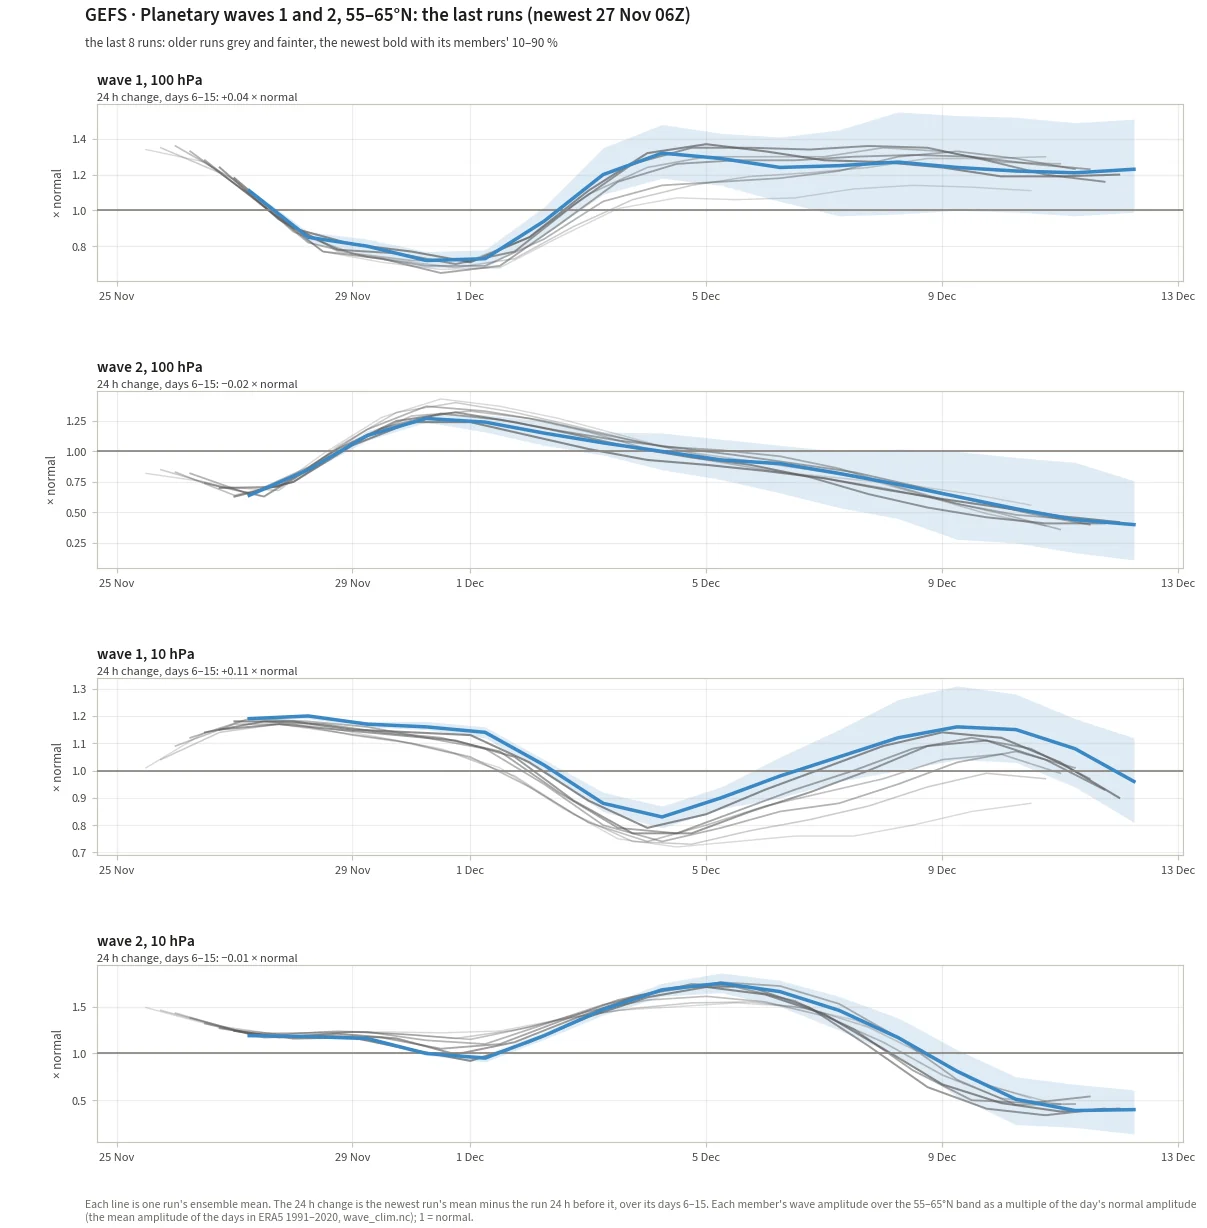 GEFS · Planetary waves 1 and 2, 55–65°N: the last runs (newest 27 Nov 06Z)
the last 8 runs: older runs grey and fainter, the newest bold with its members' 10–90 %
wave 1, 100 hPa
24 h change, days 6–15: +0.04 × normal
1.4
1.2
1.0
0.8
× normal
25 Nov 29 Nov 1 Dec 5 Dec 9 Dec 13 Dec
wave 2, 100 hPa
24 h change, days 6–15: −0.02 × normal
1.25
1.00
0.75
0.50
0.25
× normal
25 Nov 29 Nov 1 Dec 5 Dec 9 Dec 13 Dec
wave 1, 10 hPa
24 h change, days 6–15: +0.11 × normal
1.3
1.2
1.1
1.0
0.9
0.8
0.7
× normal
25 Nov 29 Nov 1 Dec 5 Dec 9 Dec 13 Dec
wave 2, 10 hPa
24 h change, days 6–15: −0.01 × normal
1.5
1.0
0.5
× normal
25 Nov 29 Nov 1 Dec 5 Dec 9 Dec 13 Dec
Each line is one run's ensemble mean. The 24 h change is the newest run's mean minus the run 24 h before it, over its days 6–15. Each member's wave amplitude over the 55–65°N band as a multiple of the day's normal amplitude
(the mean amplitude of the days in ERA5 1991–2020, wave_clim.nc); 1 = normal.